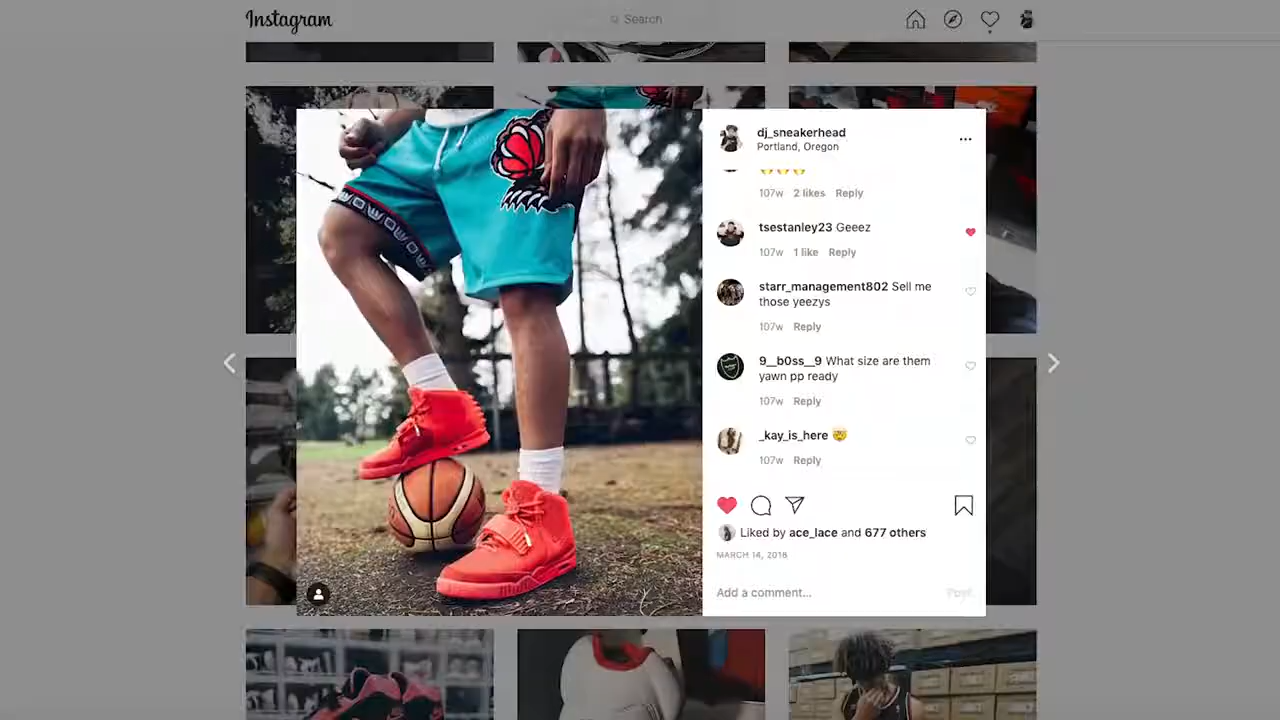 Instagram
Search
dj_sneakerhead
Portland, Oregon
107w 2 likes Reply
tsestanley23 Geeez
107w 1 like Reply
starr_management802 Sell me
those yeezys
107w Reply
9__b0ss__9 What size are them
yawn pp ready
107w Reply
_kay_is_here 🤯
107w Reply
Liked by ace_lace and 677 others
MARCH 14, 2018
Add a comment...
Post